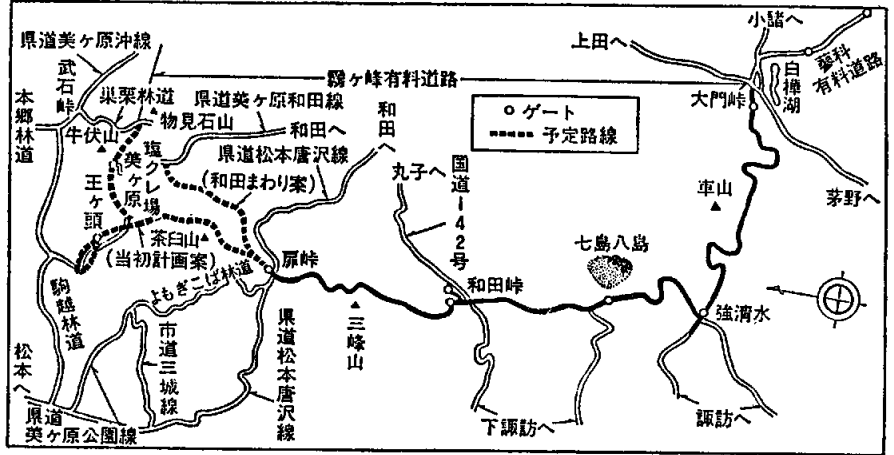 小諸へ
県道美ヶ原沖線
上田へ
蓼科
有料道路
武石峠
霧ヶ峰有料道路
白樺湖
巣栗林道
県道美ヶ原和田線
大門峠
本郷林道
物見石山
和田へ
和田へ
ゲート
牛伏山
県道松本唐沢線
予定路線
塩クレ場
美ヶ原
(和田まわり案)
丸子へ
国道142号
王ヶ頭
車山
茅野へ
茶臼山
七島八島
(当初計画案)
扉峠
和田峠
駒越林道
よもぎこば林道
強清水
三峰山
市道三城線
県道松本唐沢線
松本へ
県道
美ヶ原公園線
下諏訪へ
諏訪へ